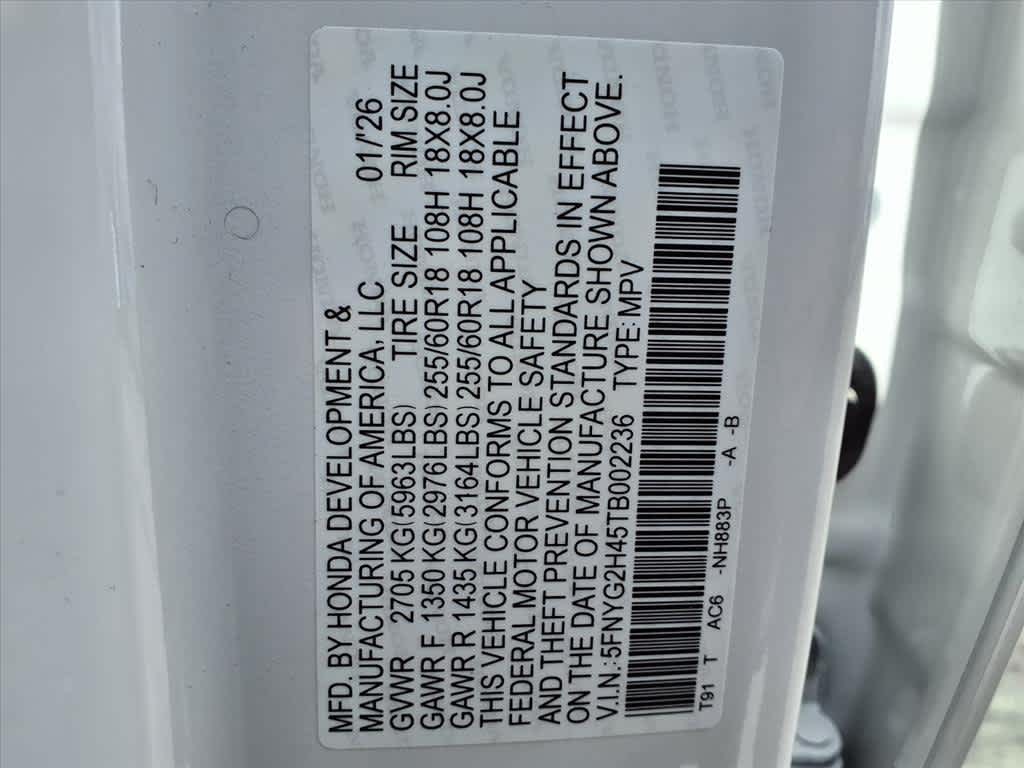 MFD. BY HONDA DEVELOPMENT &
MANUFACTURING OF AMERICA, LLC 01/'26
GVWR 2705 KG(5963LBS) TIRE SIZE RIM SIZE
GAWR F 1350 KG(2976LBS) 255/60R18 108H 18X8.0J
GAWR R 1435 KG(3164LBS) 255/60R18 108H 18X8.0J
THIS VEHICLE CONFORMS TO ALL APPLICABLE
FEDERAL MOTOR VEHICLE SAFETY
AND THEFT PREVENTION STANDARDS IN EFFECT
ON THE DATE OF MANUFACTURE SHOWN ABOVE.
V.I.N.:5FNYG2H45TB002236 TYPE:MPV
T91 T AC6 -NH883P -A -B